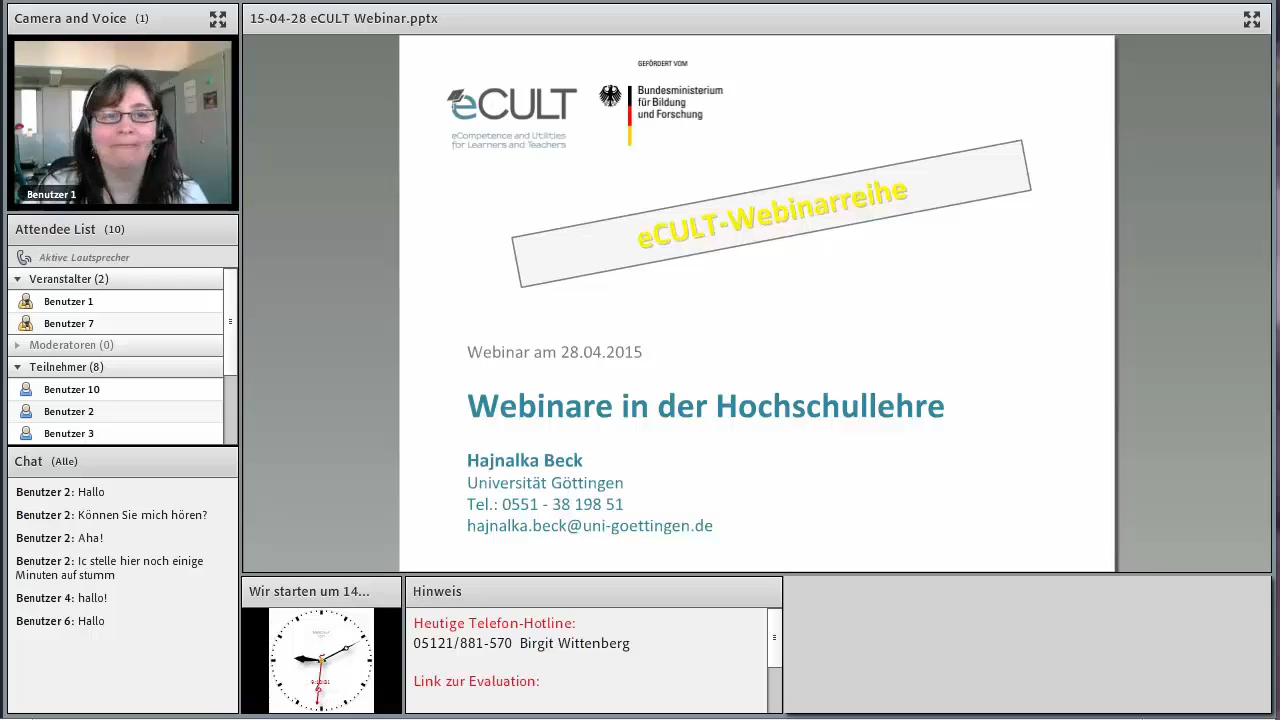 Camera and Voice (1)
Benutzer 1
Attendee List (10)
Aktive Lautsprecher
Veranstalter (2)
Benutzer 1
Benutzer 7
Moderatoren (0)
Teilnehmer (8)
Benutzer 10
Benutzer 2
Benutzer 3
Chat (Alle)
Benutzer 2: Hallo
Benutzer 2: Können Sie mich hören?
Benutzer 2: Aha!
Benutzer 2: Ic stelle hier noch einige
Minuten auf stumm
Benutzer 4: hallo!
Benutzer 6: Hallo
15-04-28 eCULT Webinar.pptx
eCULT
eCompetence and Utilities
for Learners and Teachers
GEFÖRDERT VOM
Bundesministerium
für Bildung
und Forschung
eCULT-Webinarreihe
Webinar am 28.04.2015
Webinare in der Hochschullehre
Hajnalka Beck
Universität Göttingen
Tel.: 0551 - 38 198 51
hajnalka.beck@uni-goettingen.de
Wir starten um 14...
Hinweis
Heutige Telefon-Hotline:
05121/881-570 Birgit Wittenberg
Link zur Evaluation: